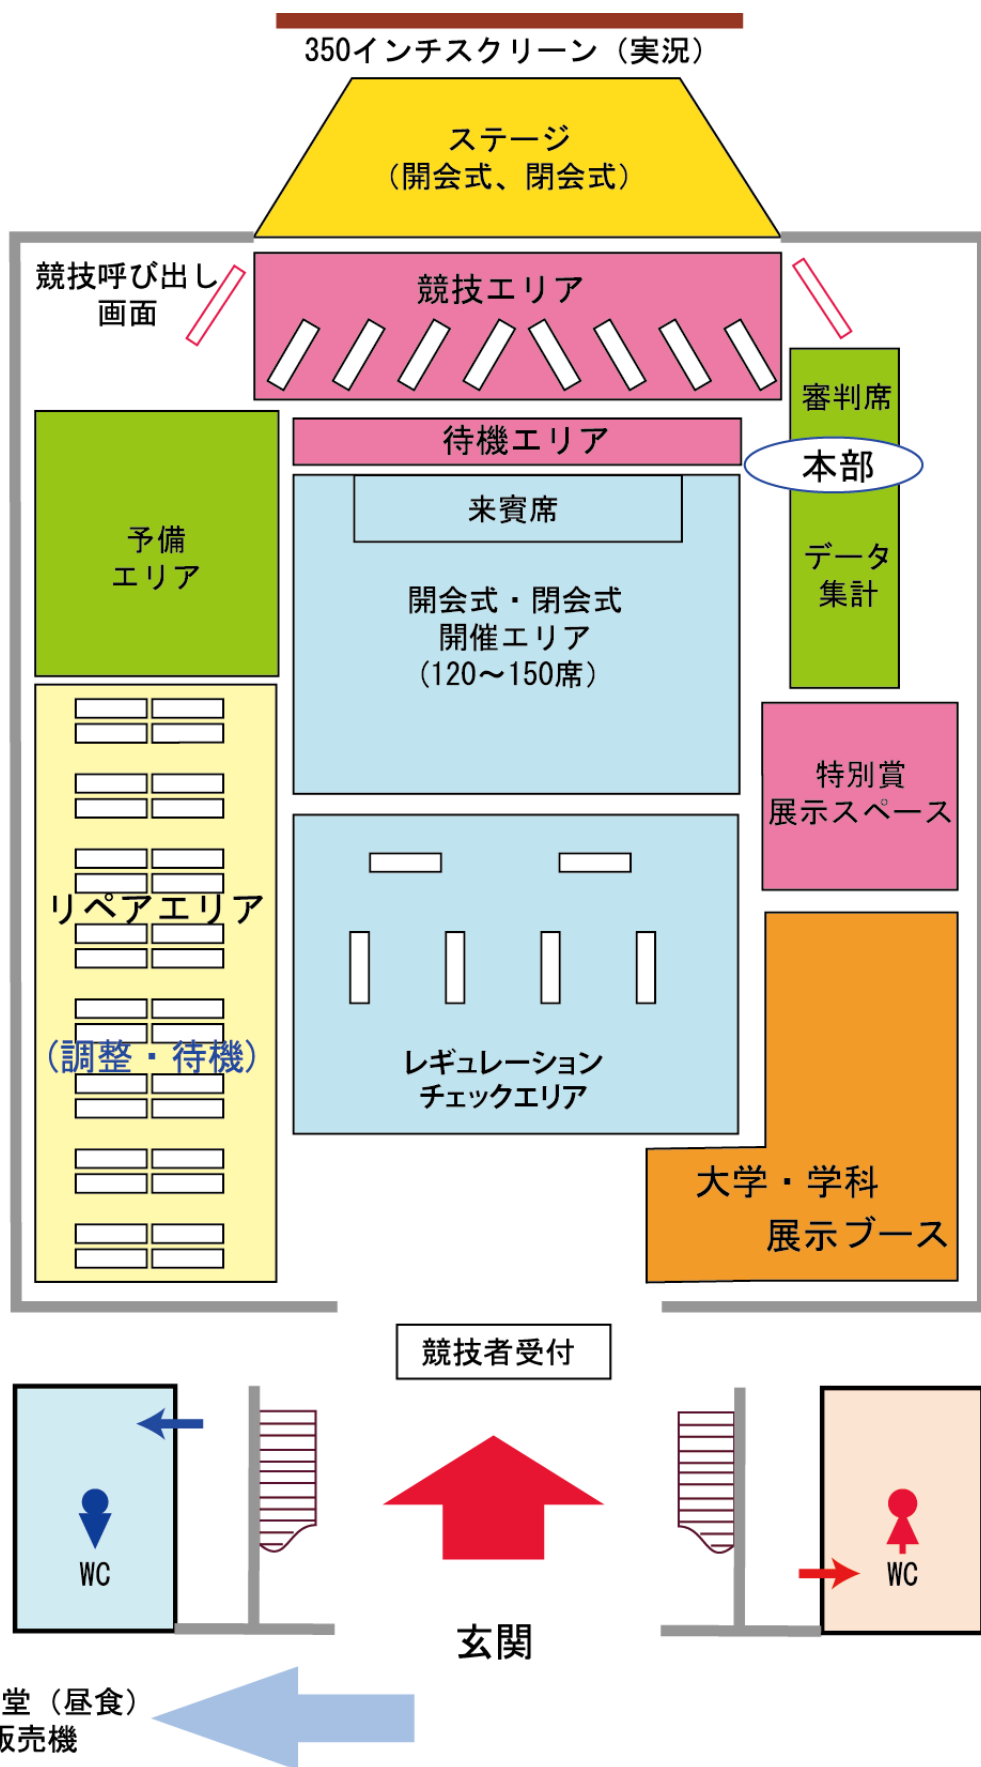 350インチスクリーン（実況）
ステージ
（開会式、閉会式）
競技呼び出し
画面
競技エリア
審判席
待機エリア
本部
来賓席
予備
エリア
データ
集計
開会式・閉会式
開催エリア
（120～150席）
特別賞
展示スペース
リペアエリア
（調整・待機）
レギュレーション
チェックエリア
大学・学科
展示ブース
競技者受付
WC
WC
玄関
堂（昼食）
販売機